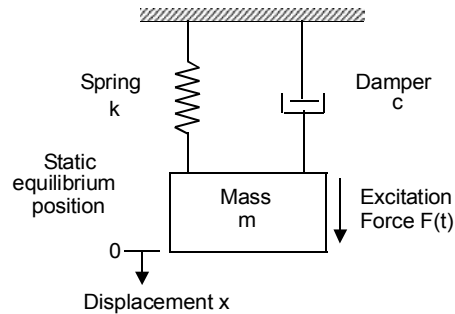 Spring
k
Damper
c
Static
equilibrium
position
Mass
m
Excitation
Force F(t)
0
Displacement x